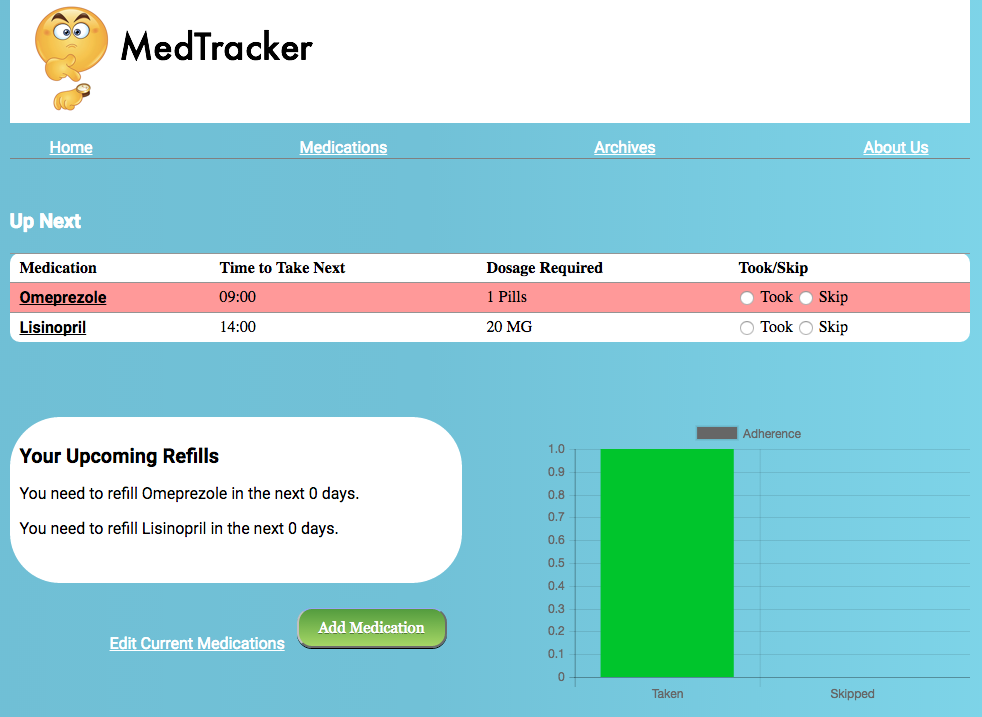 MedTracker
Home Medications Archives About Us
Up Next
Medication Time to Take Next Dosage Required Took/Skip
Omeprezole 09:00 1 Pills Took Skip
Lisinopril 14:00 20 MG Took Skip
Your Upcoming Refills
You need to refill Omeprezole in the next 0 days.
You need to refill Lisinopril in the next 0 days.
Edit Current Medications Add Medication
Adherence
1.0
0.9
0.8
0.7
0.6
0.5
0.4
0.3
0.2
0.1
0
Taken Skipped